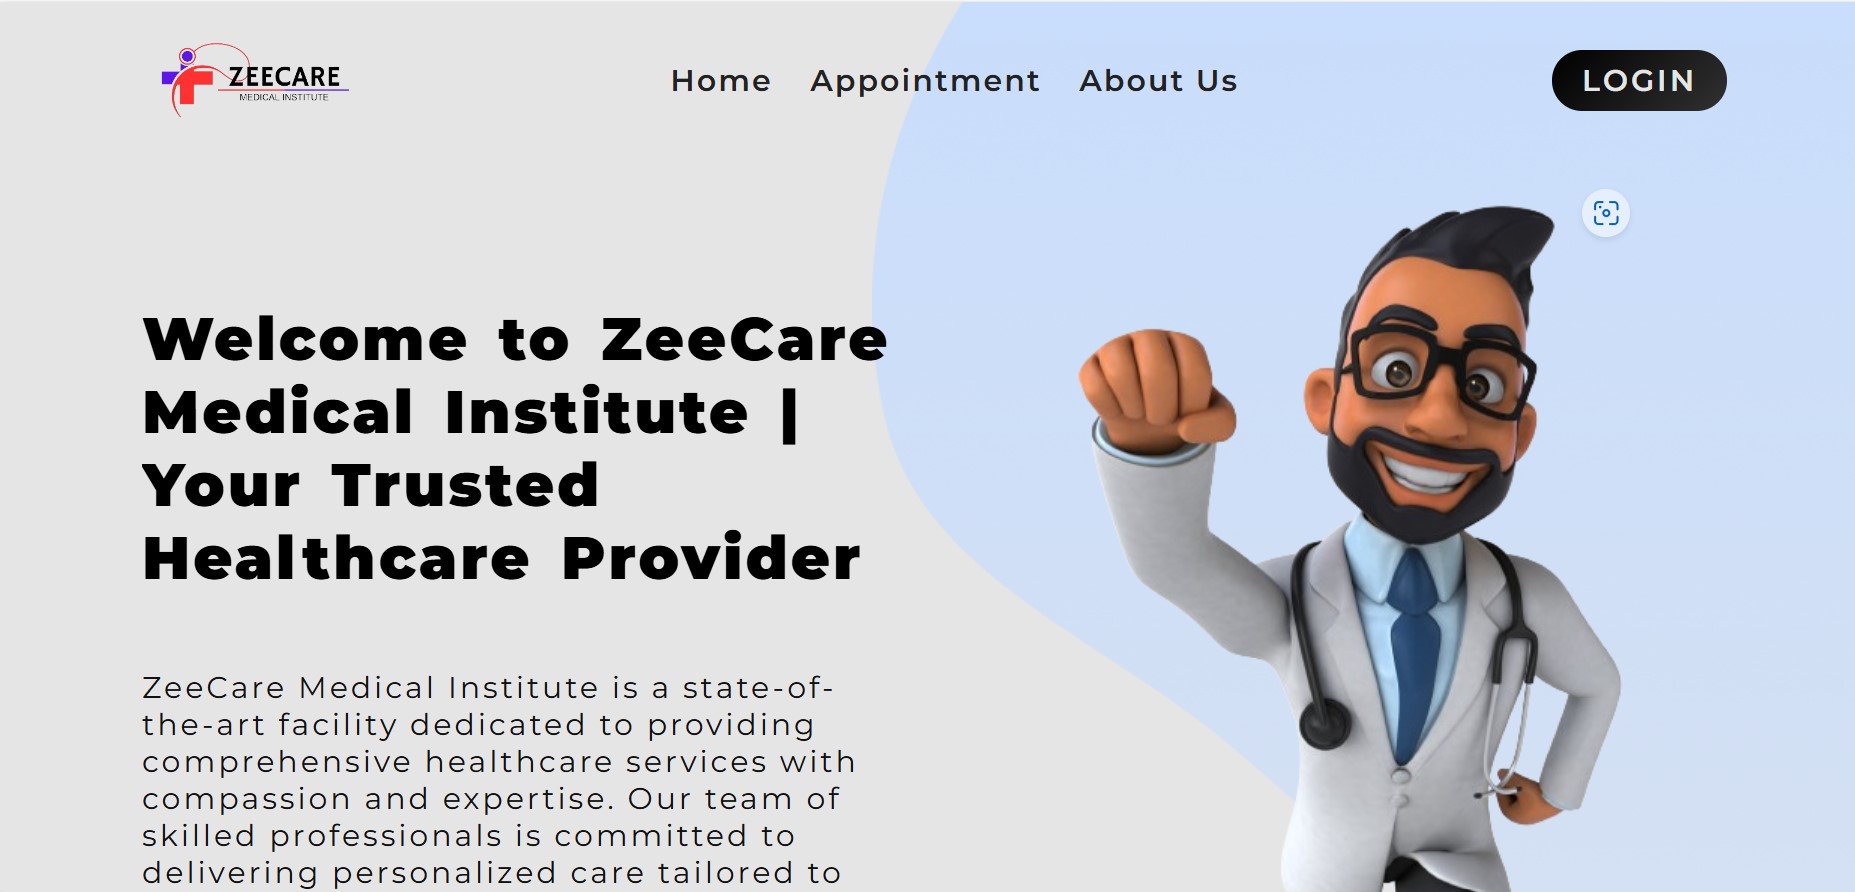 ZEECARE
MEDICAL INSTITUTE
Home Appointment About Us
LOGIN
Welcome to ZeeCare
Medical Institute |
Your Trusted
Healthcare Provider
ZeeCare Medical Institute is a state-of-
the-art facility dedicated to providing
comprehensive healthcare services with
compassion and expertise. Our team of
skilled professionals is committed to
delivering personalized care tailored to